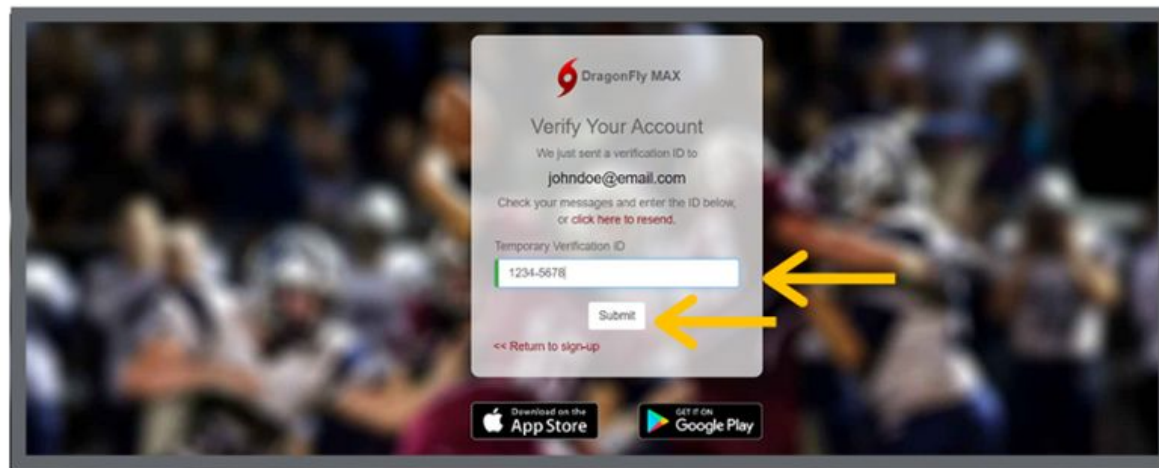 DragonFly MAX
Verify Your Account
We just sent a verification ID to
johndoe@email.com
Check your messages and enter the ID below,
or click here to resend.
Temporary Verification ID
1234-5678
Submit
<< Return to sign-up
Download on the
App Store
GET IT ON
Google Play